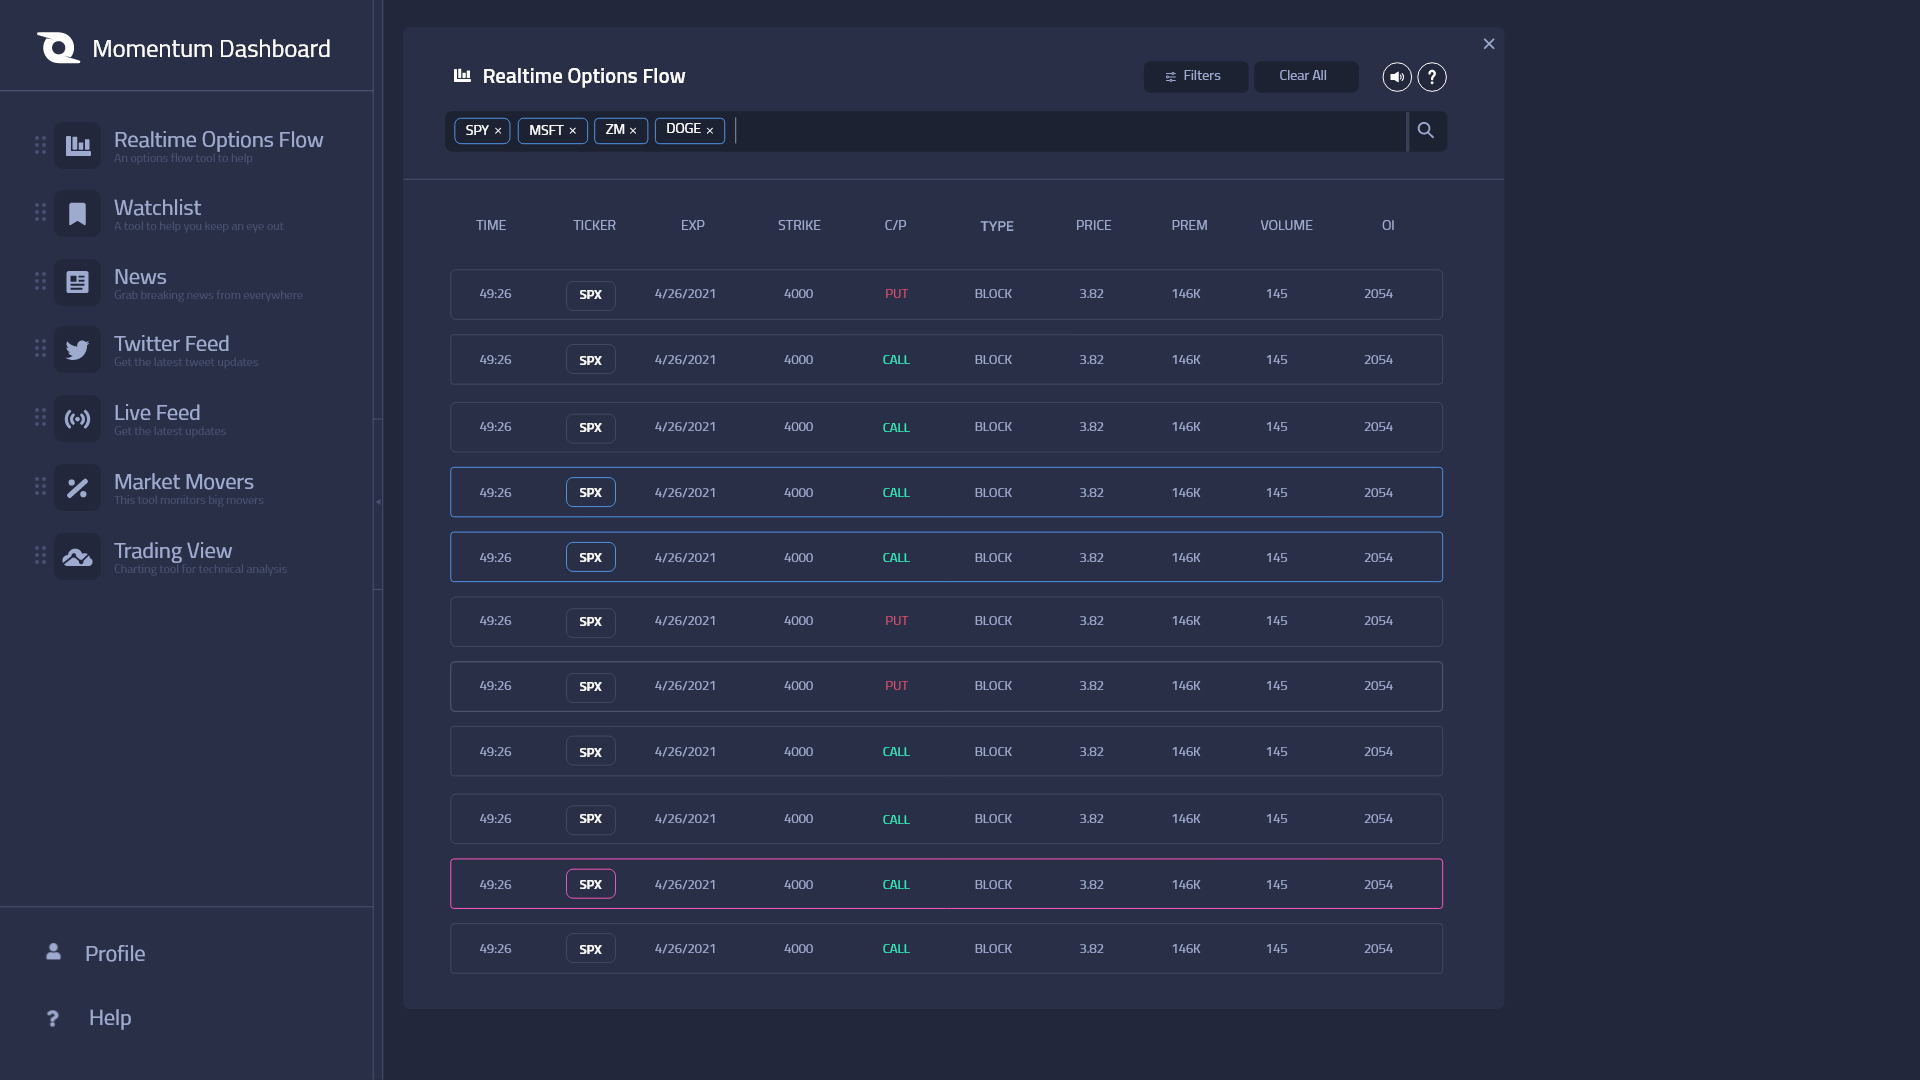 Momentum Dashboard
Realtime Options Flow
An options flow tool to help
Watchlist
A tool to help you keep an eye out
News
Grab breaking news from everywhere
Twitter Feed
Get the latest tweet updates
Live Feed
Get the latest updates
Market Movers
This tool monitors big movers
Trading View
Charting tool for technical analysis
Profile
? Help
×
Realtime Options Flow
Filters Clear All ?
SPY × MSFT × ZM × DOGE ×
TIME TICKER EXP STRIKE C/P TYPE PRICE PREM VOLUME OI
49:26 SPX 4/26/2021 4000 PUT BLOCK 3.82 146K 145 2054
49:26 SPX 4/26/2021 4000 CALL BLOCK 3.82 146K 145 2054
49:26 SPX 4/26/2021 4000 CALL BLOCK 3.82 146K 145 2054
49:26 SPX 4/26/2021 4000 CALL BLOCK 3.82 146K 145 2054
49:26 SPX 4/26/2021 4000 CALL BLOCK 3.82 146K 145 2054
49:26 SPX 4/26/2021 4000 PUT BLOCK 3.82 146K 145 2054
49:26 SPX 4/26/2021 4000 PUT BLOCK 3.82 146K 145 2054
49:26 SPX 4/26/2021 4000 CALL BLOCK 3.82 146K 145 2054
49:26 SPX 4/26/2021 4000 CALL BLOCK 3.82 146K 145 2054
49:26 SPX 4/26/2021 4000 CALL BLOCK 3.82 146K 145 2054
49:26 SPX 4/26/2021 4000 CALL BLOCK 3.82 146K 145 2054